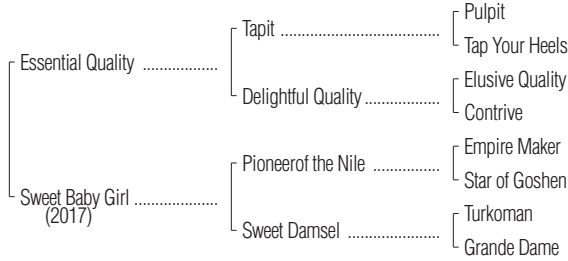 Pulpit
Tapit ........................................
Tap Your Heels
Essential Quality ...................
Elusive Quality
Delightful Quality...................
Contrive
Empire Maker
Pioneerof the Nile .................
Star of Goshen
Sweet Baby Girl .....................
(2017)
Turkoman
Sweet Damsel .......................
Grande Dame